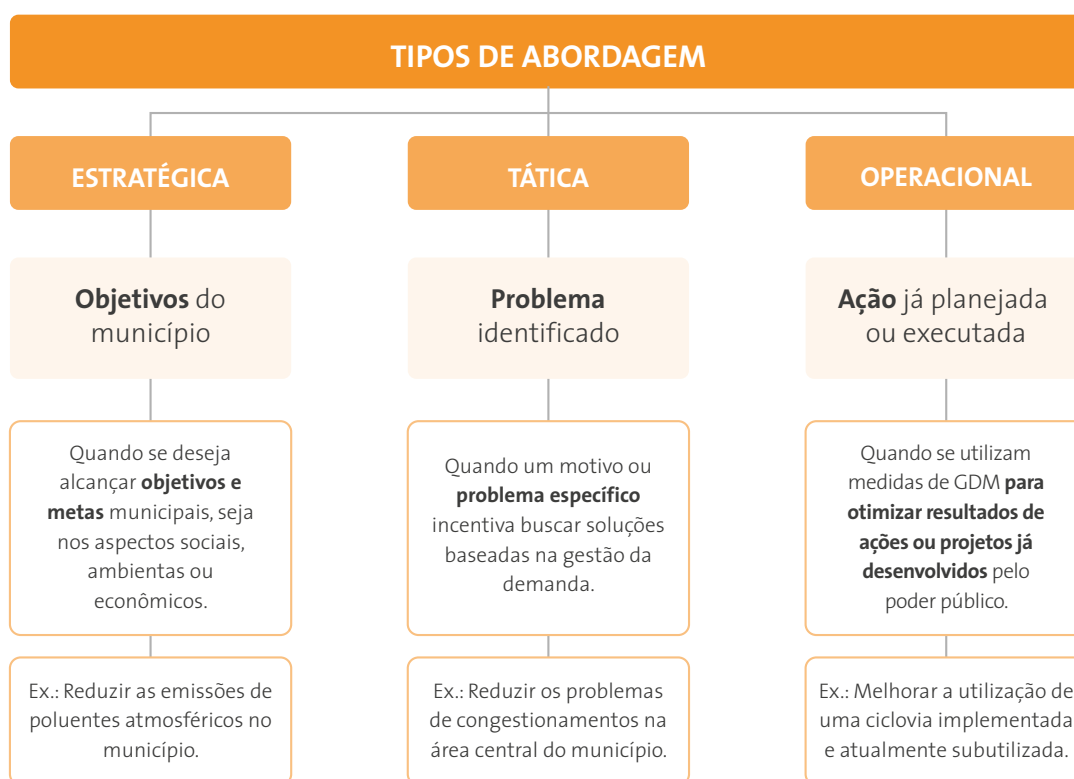 TIPOS DE ABORDAGEM
ESTRATÉGICA
Objetivos do
município
Quando se deseja
alcançar objetivos e
metas municipais, seja
nos aspectos sociais,
ambientas ou
econômicos.
Ex.: Reduzir as emissões de
poluentes atmosféricos no
município.
TÁTICA
Problema
identificado
Quando um motivo ou
problema específico
incentiva buscar soluções
baseadas na gestão da
demanda.
Ex.: Reduzir os problemas
de congestionamentos na
área central do município.
OPERACIONAL
Ação já planejada
ou executada
Quando se utilizam
medidas de GDM para
otimizar resultados de
ações ou projetos já
desenvolvidos pelo
poder público.
Ex.: Melhorar a utilização de
uma ciclovia implementada
e atualmente subutilizada.